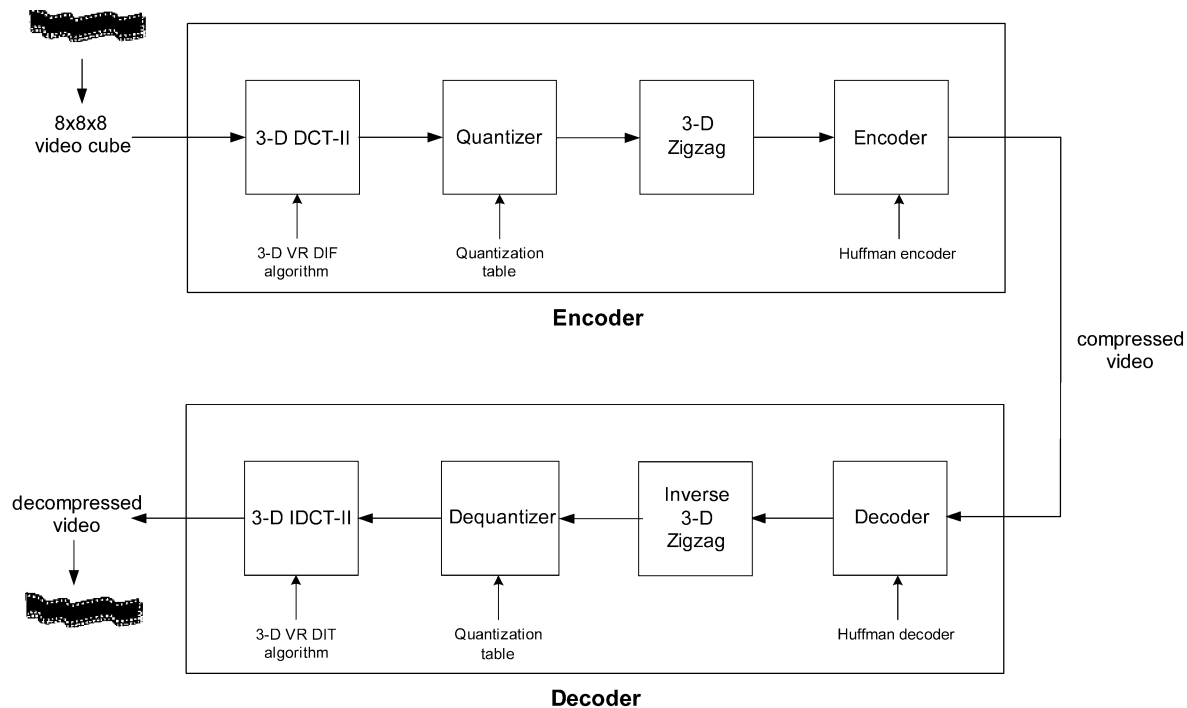 8x8x8
video cube
3-D DCT-II
Quantizer
3-D
Zigzag
Encoder
3-D VR DIF
algorithm
Quantization
table
Huffman encoder
Encoder
compressed
video
decompressed
video
3-D IDCT-II
Dequantizer
Inverse
3-D
Zigzag
Decoder
3-D VR DIT
algorithm
Quantization
table
Huffman decoder
Decoder